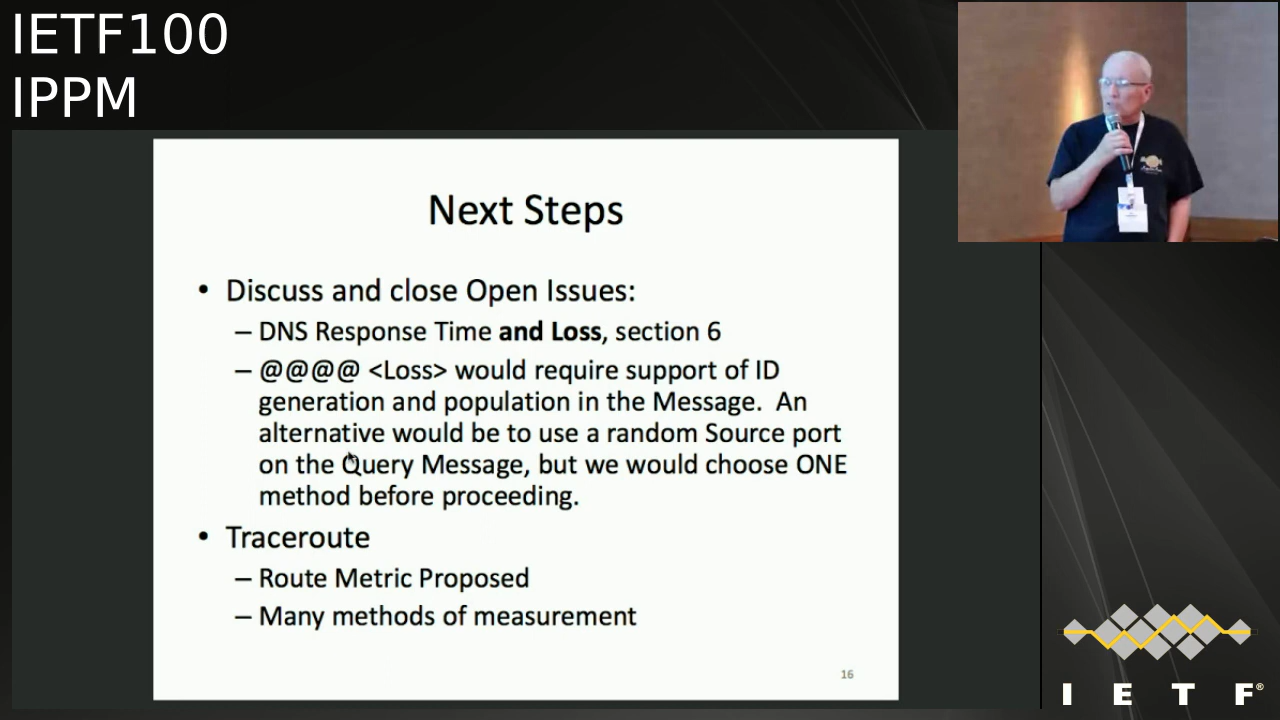 IETF100
IPPM
Next Steps
• Discuss and close Open Issues:
– DNS Response Time and Loss, section 6
– @@@@ <Loss> would require support of ID
generation and population in the Message.  An
alternative would be to use a random Source port
on the Query Message, but we would choose ONE
method before proceeding.
• Traceroute
– Route Metric Proposed
– Many methods of measurement
16
I E T F®